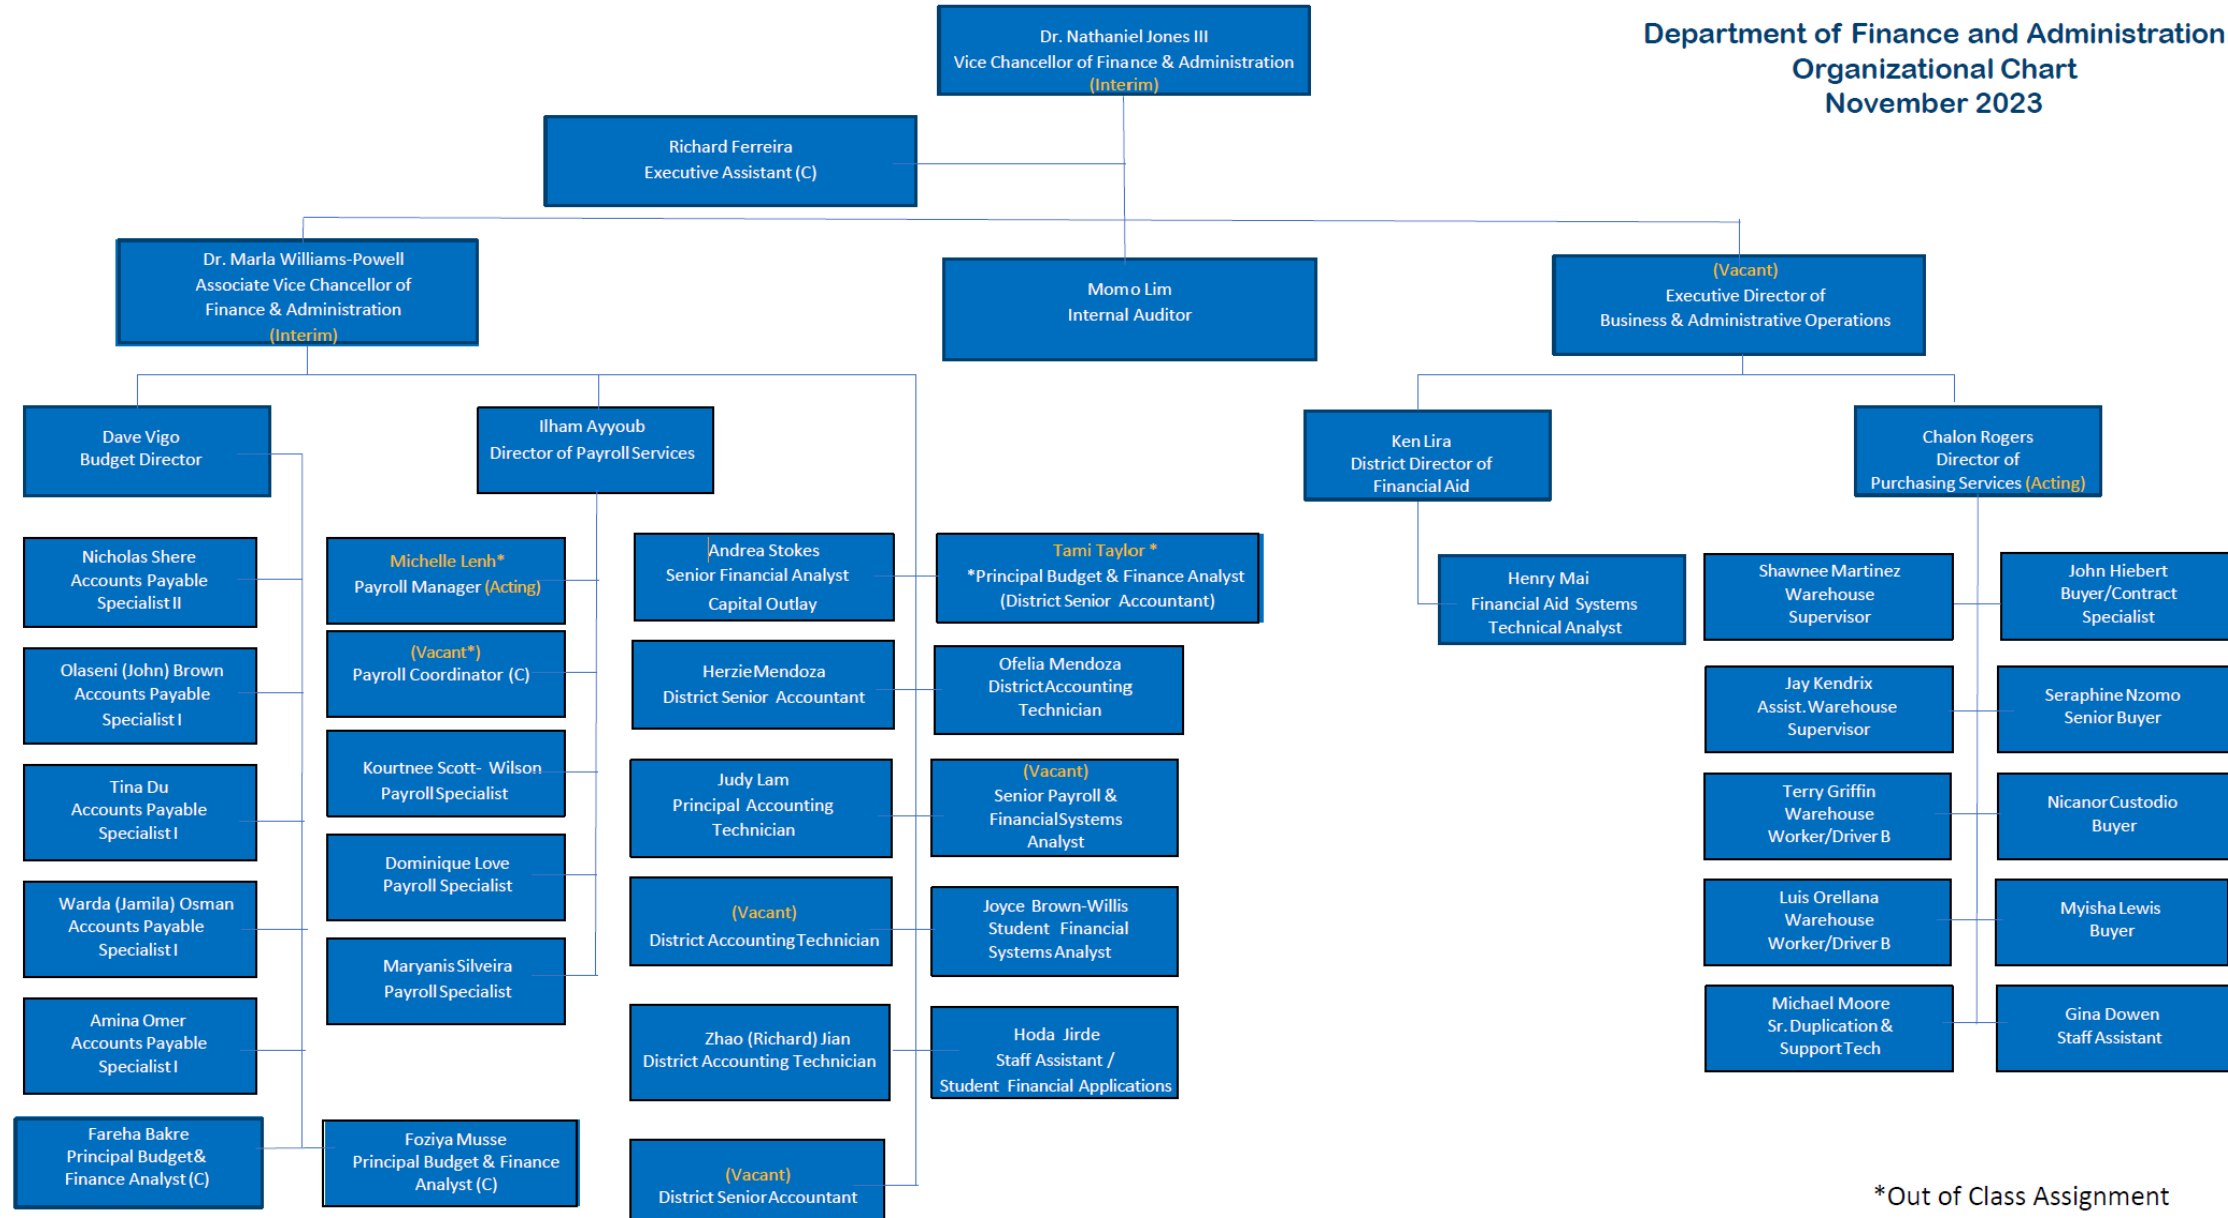 Department of Finance and Administration
Organizational Chart
November 2023
Dr. Nathaniel Jones III
Vice Chancellor of Finance & Administration
(Interim)
Richard Ferreira
Executive Assistant (C)
Dr. Marla Williams-Powell
Associate Vice Chancellor of
Finance & Administration
(Interim)
Momo Lim
Internal Auditor
(Vacant)
Executive Director of
Business & Administrative Operations
Dave Vigo
Budget Director
Ilham Ayyoub
Director of Payroll Services
Ken Lira
District Director of
Financial Aid
Chalon Rogers
Director of
Purchasing Services (Acting)
Nicholas Shere
Accounts Payable
Specialist II
Olaseni (John) Brown
Accounts Payable
Specialist I
Tina Du
Accounts Payable
Specialist I
Warda (Jamila) Osman
Accounts Payable
Specialist I
Amina Omer
Accounts Payable
Specialist I
Fareha Bakre
Principal Budget&
Finance Analyst (C)
Foziya Musse
Principal Budget & Finance
Analyst (C)
Michelle Lenh*
Payroll Manager (Acting)
(Vacant*)
Payroll Coordinator (C)
Kourtnee Scott- Wilson
Payroll Specialist
Dominique Love
Payroll Specialist
Maryanis Silveira
Payroll Specialist
Andrea Stokes
Senior Financial Analyst
Capital Outlay
Tami Taylor *
*Principal Budget & Finance Analyst
(District Senior Accountant)
Herzie Mendoza
District Senior Accountant
Ofelia Mendoza
District Accounting
Technician
Judy Lam
Principal Accounting
Technician
(Vacant)
Senior Payroll &
Financial Systems
Analyst
(Vacant)
District Accounting Technician
Joyce Brown-Willis
Student Financial
Systems Analyst
Zhao (Richard) Jian
District Accounting Technician
Hoda Jirde
Staff Assistant /
Student Financial Applications
(Vacant)
District Senior Accountant
Henry Mai
Financial Aid Systems
Technical Analyst
Shawnee Martinez
Warehouse
Supervisor
John Hiebert
Buyer/Contract
Specialist
Jay Kendrix
Assist. Warehouse
Supervisor
Seraphine Nzomo
Senior Buyer
Terry Griffin
Warehouse
Worker/Driver B
Nicanor Custodio
Buyer
Luis Orellana
Warehouse
Worker/Driver B
Myisha Lewis
Buyer
Michael Moore
Sr. Duplication &
Support Tech
Gina Dowen
Staff Assistant
*Out of Class Assignment